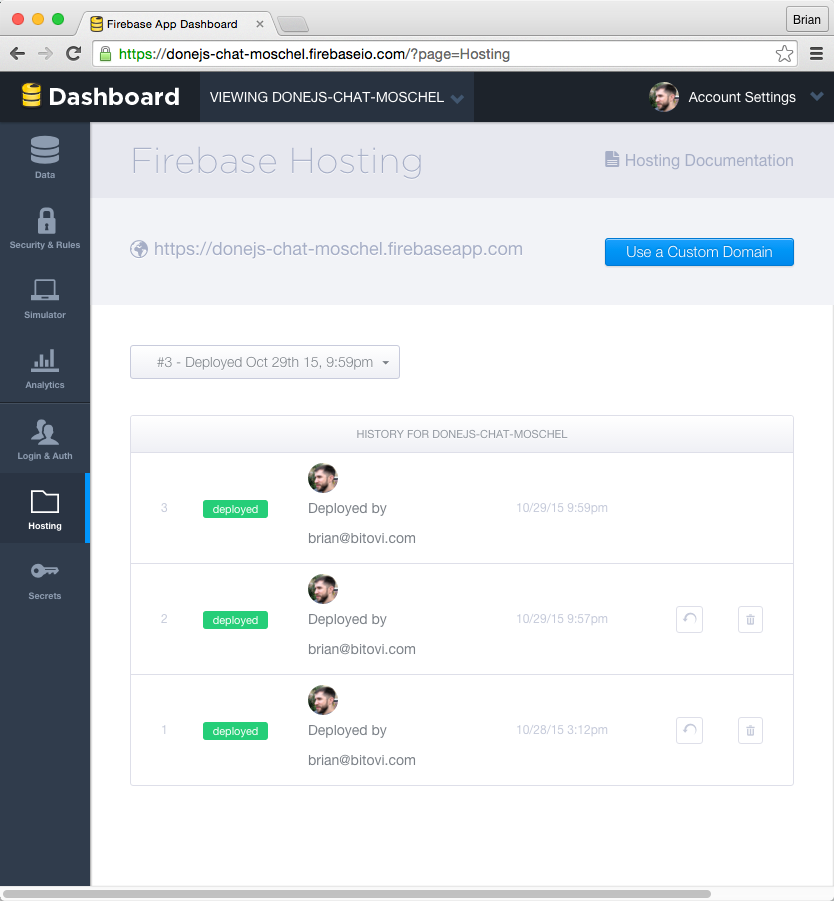 Firebase App Dashboard
Brian
https://donejs-chat-moschel.firebaseio.com/?page=Hosting
Dashboard
VIEWING DONEJS-CHAT-MOSCHEL
Account Settings
Data
Security & Rules
Simulator
Analytics
Login & Auth
Hosting
Secrets
Firebase Hosting
Hosting Documentation
https://donejs-chat-moschel.firebaseapp.com
Use a Custom Domain
#3 - Deployed Oct 29th 15, 9:59pm
HISTORY FOR DONEJS-CHAT-MOSCHEL
3 deployed Deployed by 10/29/15 9:59pm
brian@bitovi.com
2 deployed Deployed by 10/29/15 9:57pm
brian@bitovi.com
1 deployed Deployed by 10/28/15 3:12pm
brian@bitovi.com